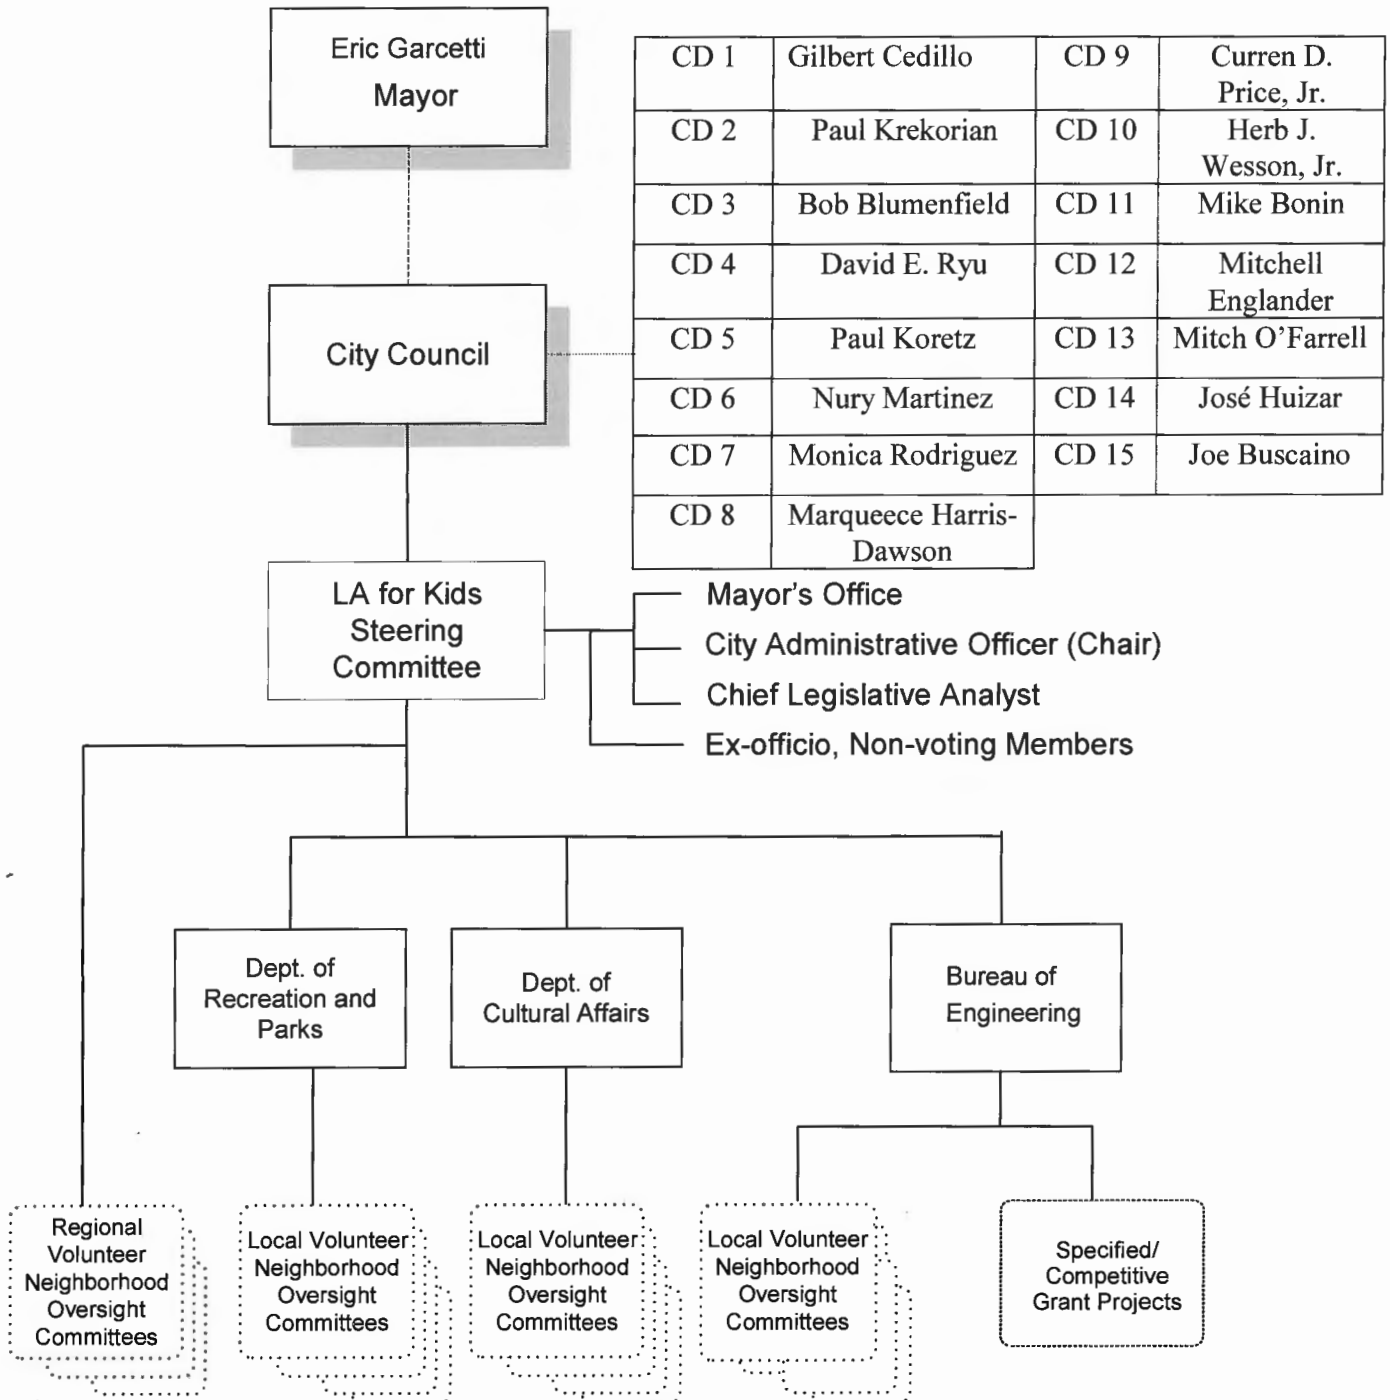 Eric Garcetti
Mayor
City Council
CD 1 Gilbert Cedillo CD 9 Curren D.
Price, Jr.
CD 2 Paul Krekorian CD 10 Herb J.
Wesson, Jr.
CD 3 Bob Blumenfield CD 11 Mike Bonin
CD 4 David E. Ryu CD 12 Mitchell
Englander
CD 5 Paul Koretz CD 13 Mitch O'Farrell
CD 6 Nury Martinez CD 14 José Huizar
CD 7 Monica Rodriguez CD 15 Joe Buscaino
CD 8 Marqueece Harris-
Dawson
LA for Kids
Steering
Committee
Mayor's Office
City Administrative Officer (Chair)
Chief Legislative Analyst
Ex-officio, Non-voting Members
Dept. of
Recreation and
Parks
Dept. of
Cultural Affairs
Bureau of
Engineering
Regional
Volunteer
Neighborhood
Oversight
Committees
Local Volunteer
Neighborhood
Oversight
Committees
Local Volunteer
Neighborhood
Oversight
Committees
Local Volunteer
Neighborhood
Oversight
Committees
Specified/
Competitive
Grant Projects